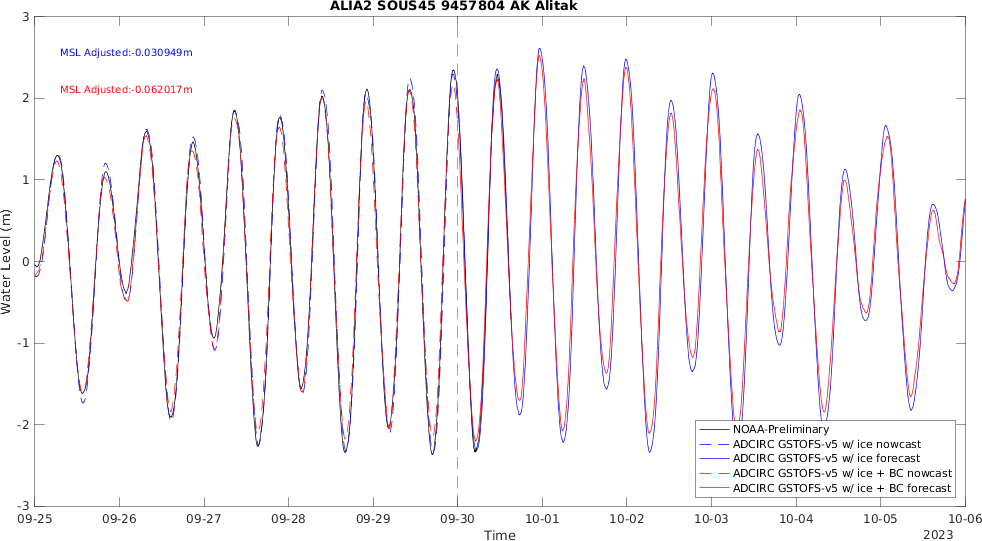 ALIA2 SOUS45 9457804 AK Alitak
MSL Adjusted:-0.030949m
MSL Adjusted:-0.062017m
Water Level (m)
3
2
1
0
-1
-2
-3
NOAA-Preliminary
ADCIRC GSTOFS-v5 w/ ice nowcast
ADCIRC GSTOFS-v5 w/ ice forecast
ADCIRC GSTOFS-v5 w/ ice + BC nowcast
ADCIRC GSTOFS-v5 w/ ice + BC forecast
09-25 09-26 09-27 09-28 09-29 09-30 10-01 10-02 10-03 10-04 10-05 10-06
Time
2023